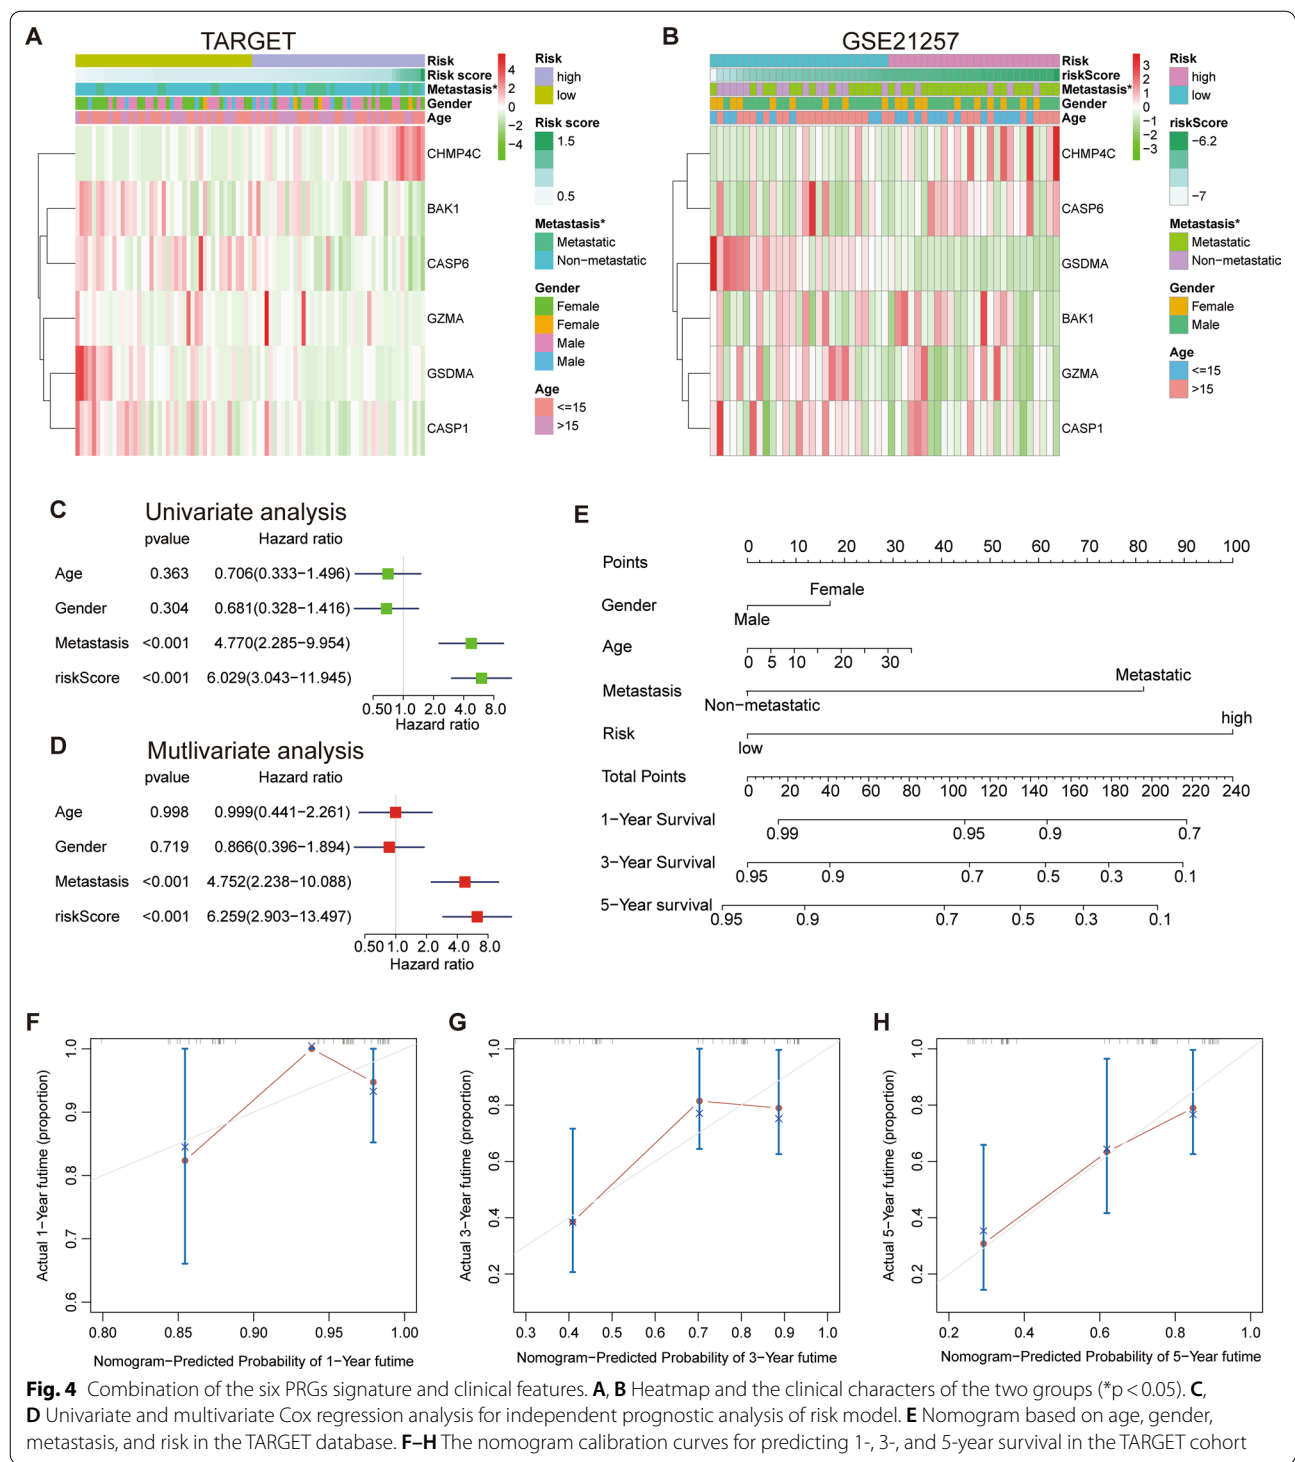 A
TARGET
Risk
Risk score
Metastasis*
Gender
Age
CHMP4C
BAK1
CASP6
GZMA
GSDMA
CASP1
4
2
0
−2
−4
Risk
high
low
Risk score
1.5
0.5
Metastasis*
Metastatic
Non−metastatic
Gender
Female
Female
Male
Male
Age
<=15
>15
B
GSE21257
Risk
riskScore
Metastasis*
Gender
Age
CHMP4C
CASP6
GSDMA
BAK1
GZMA
CASP1
3
2
1
0
−1
−2
−3
Risk
high
low
riskScore
−6.2
−7
Metastasis*
Metastatic
Non−metastatic
Gender
Female
Male
Age
<=15
>15
C
Univariate analysis
pvalue Hazard ratio
Age 0.363 0.706(0.333−1.496)
Gender 0.304 0.681(0.328−1.416)
Metastasis <0.001 4.770(2.285−9.954)
riskScore <0.001 6.029(3.043−11.945)
0.50 1.0 2.0 4.0 8.0
Hazard ratio
D
Mutlivariate analysis
pvalue Hazard ratio
Age 0.998 0.999(0.441−2.261)
Gender 0.719 0.866(0.396−1.894)
Metastasis <0.001 4.752(2.238−10.088)
riskScore <0.001 6.259(2.903−13.497)
0.50 1.0 2.0 4.0 8.0
Hazard ratio
E
0 10 20 30 40 50 60 70 80 90 100
Points
Female
Gender
Male
Age
0 5 10 20 30
Metastatic
Metastasis
Non−metastatic
high
Risk
low
Total Points
0 20 40 60 80 100 120 140 160 180 200 220 240
1−Year Survival
0.99 0.95 0.9 0.7
3−Year Survival
0.95 0.9 0.7 0.5 0.3 0.1
5−Year survival
0.95 0.9 0.7 0.5 0.3 0.1
F
Actual 1−Year futime (proportion)
1.0
0.9
0.8
0.7
0.6
0.80 0.85 0.90 0.95 1.00
Nomogram−Predicted Probability of 1−Year futime
G
Actual 3−Year futime (proportion)
1.0
0.8
0.6
0.4
0.2
0.3 0.4 0.5 0.6 0.7 0.8 0.9 1.0
Nomogram−Predicted Probability of 3−Year futime
H
Actual 5−Year futime (proportion)
1.0
0.8
0.6
0.4
0.2
0.2 0.4 0.6 0.8 1.0
Nomogram−Predicted Probability of 5−Year futime
Fig. 4 Combination of the six PRGs signature and clinical features. A, B Heatmap and the clinical characters of the two groups (*p < 0.05). C,
D Univariate and multivariate Cox regression analysis for independent prognostic analysis of risk model. E Nomogram based on age, gender,
metastasis, and risk in the TARGET database. F–H The nomogram calibration curves for predicting 1-, 3-, and 5-year survival in the TARGET cohort